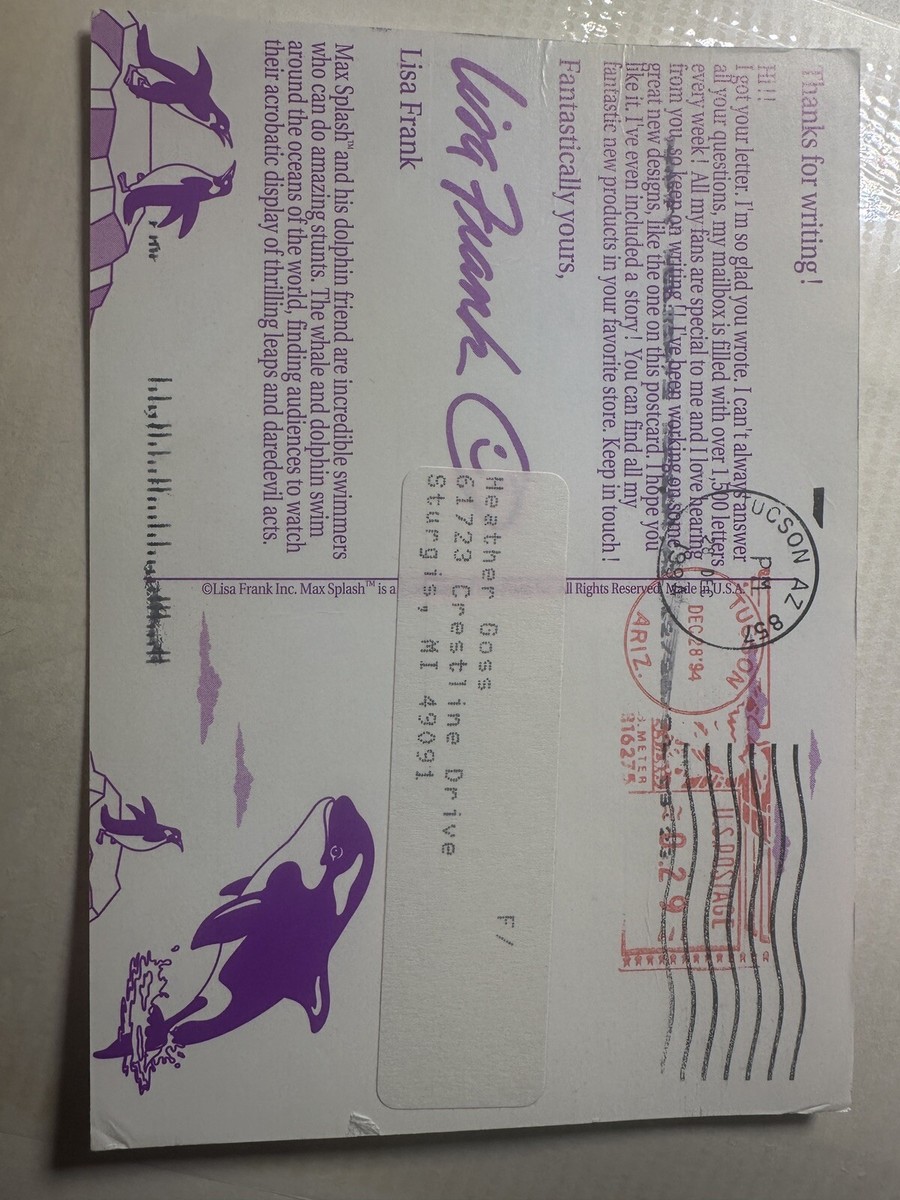 Thanks for writing!
Hi!!
I got your letter. I'm so glad you wrote. I can't always answer
all your questions, my mailbox is filled with over 1,500 letters
every week! All my fans are special to me and I love hearing
from you, so keep on writing!! I've been working on some
great new designs, like the one on this postcard. I hope you
like it. I've even included a story! You can find all my
fantastic new products in your favorite store. Keep in touch!
Fantastically yours,
Lisa Frank
Lisa Frank
Max Splash™ and his dolphin friend are incredible swimmers
who can do amazing stunts. The whale and dolphin swim
around the oceans of the world, finding audiences to watch
their acrobatic display of thrilling leaps and daredevil acts.
©Lisa Frank Inc. Max Splash™ is a
ll Rights Reserved. Made in U.S.A.
TUCSON AZ 857
PM
28 DEC
1994
TUCSON
DEC 28 '94
ARIZ.
U.S. POSTAGE
0.29
METER
F/
Heather Goss
61723 Crestline Drive
Sturgis, MI 49091